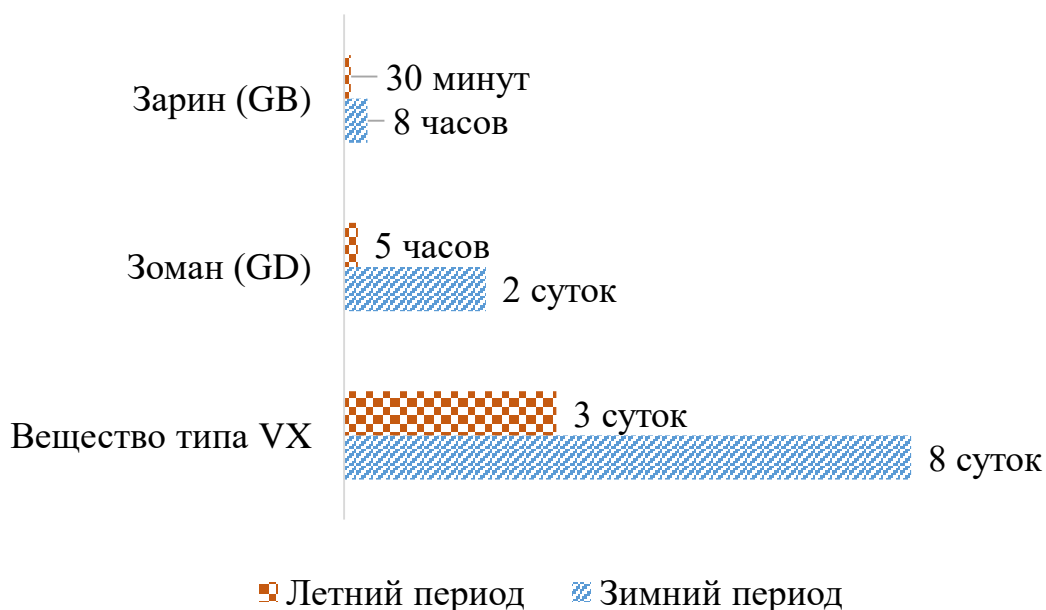 30 минут
Зарин (GB)
8 часов
5 часов
Зоман (GD)
2 суток
3 суток
Вещество типа VX
8 суток
Летний период
Зимний период